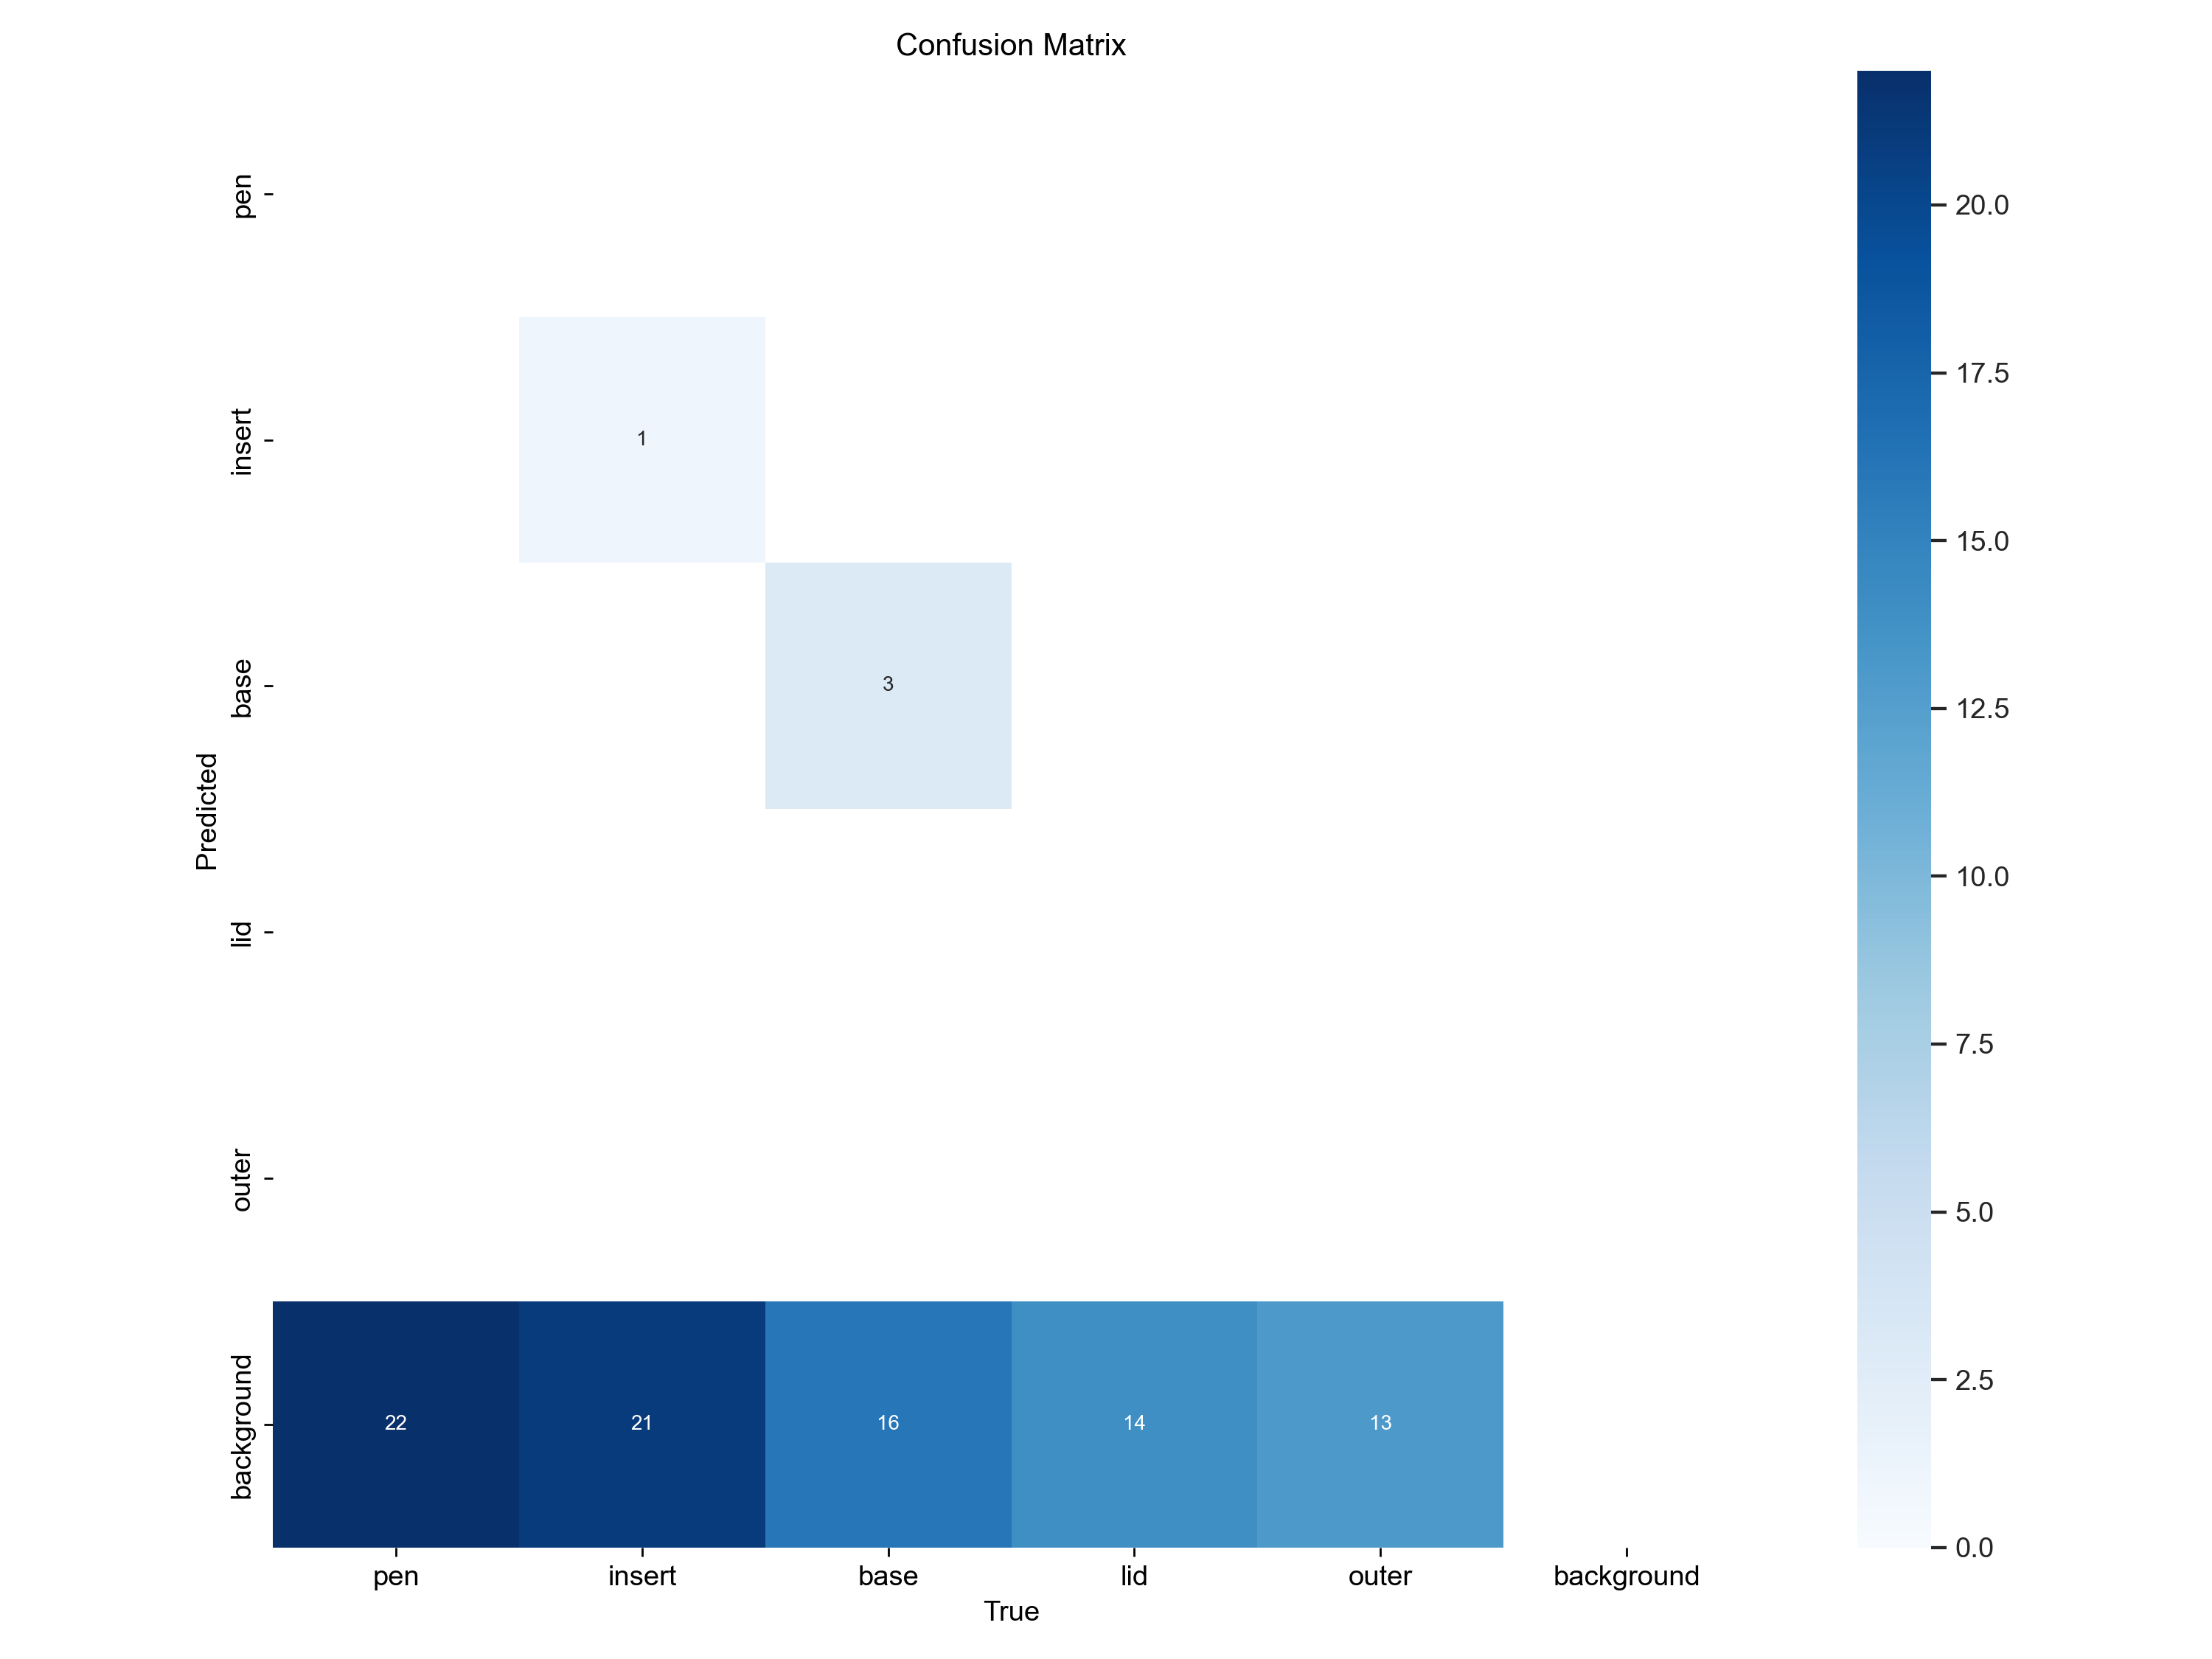 Confusion Matrix
pen
insert
base
lid
outer
background
Predicted
1
3
22 21 16 14 13
pen insert base lid outer background
True
20.0
17.5
15.0
12.5
10.0
7.5
5.0
2.5
0.0